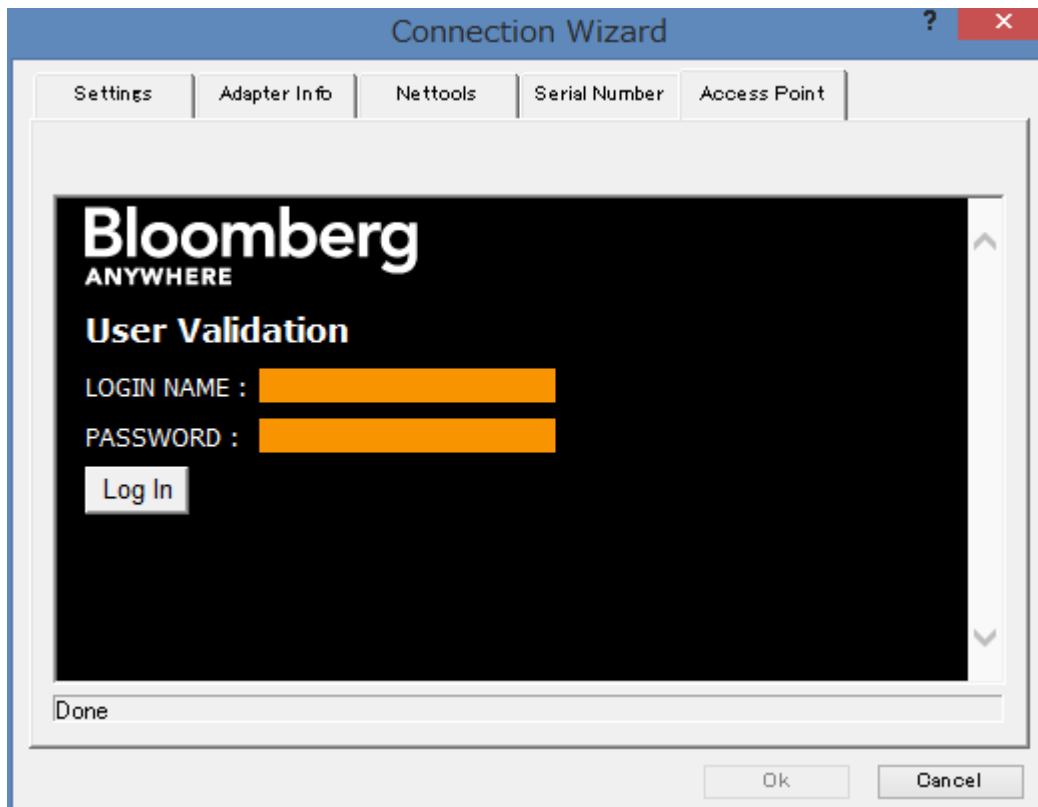 Connection Wizard
?
Settings Adapter Info Nettools Serial Number Access Point
Bloomberg
ANYWHERE
User Validation
LOGIN NAME :
PASSWORD :
Log In
Done
Ok Cancel